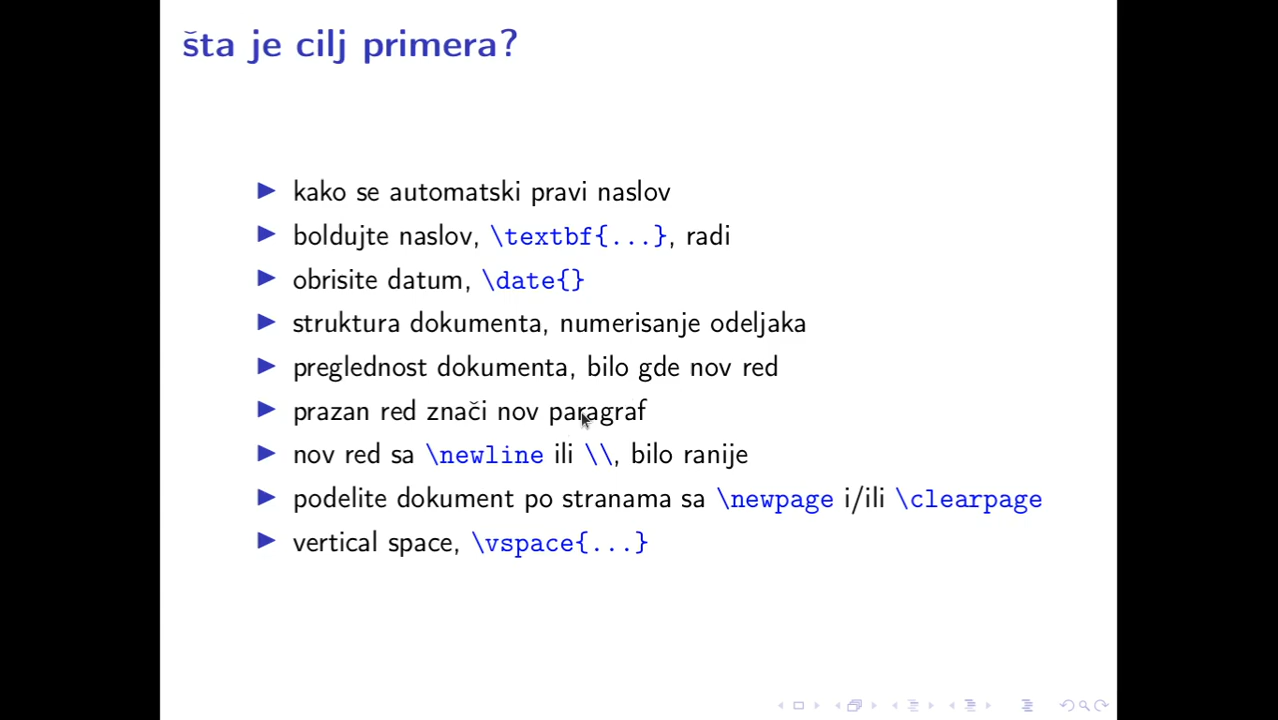 šta je cilj primera?
kako se automatski pravi naslov
boldujte naslov, \textbf{...}, radi
obrisite datum, \date{}
struktura dokumenta, numerisanje odeljaka
preglednost dokumenta, bilo gde nov red
prazan red znači nov paragraf
nov red sa \newline ili \\, bilo ranije
podelite dokument po stranama sa \newpage i/ili \clearpage
vertical space, \vspace{...}